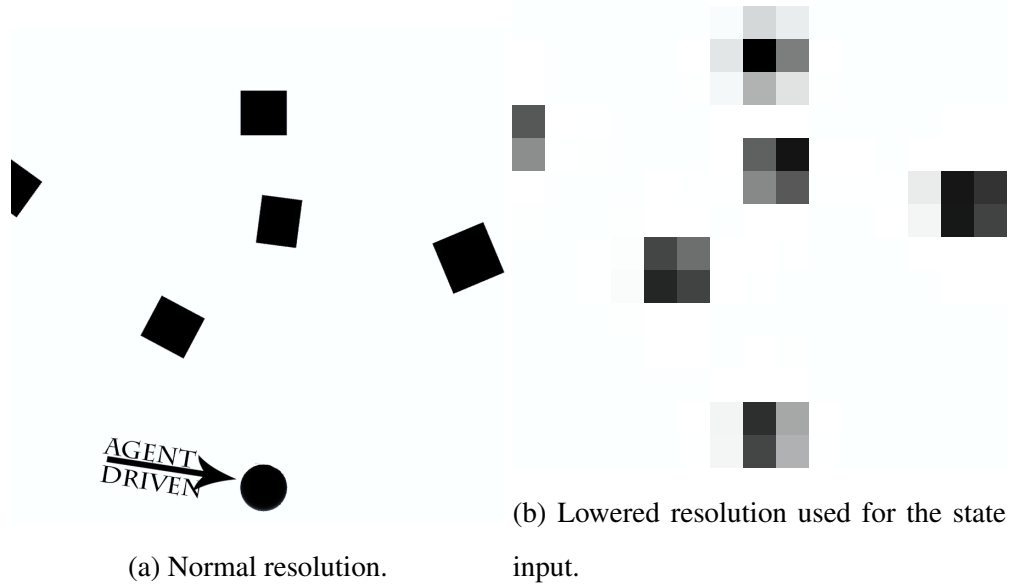 AGENT
DRIVEN
(a) Normal resolution.
(b) Lowered resolution used for the state
input.